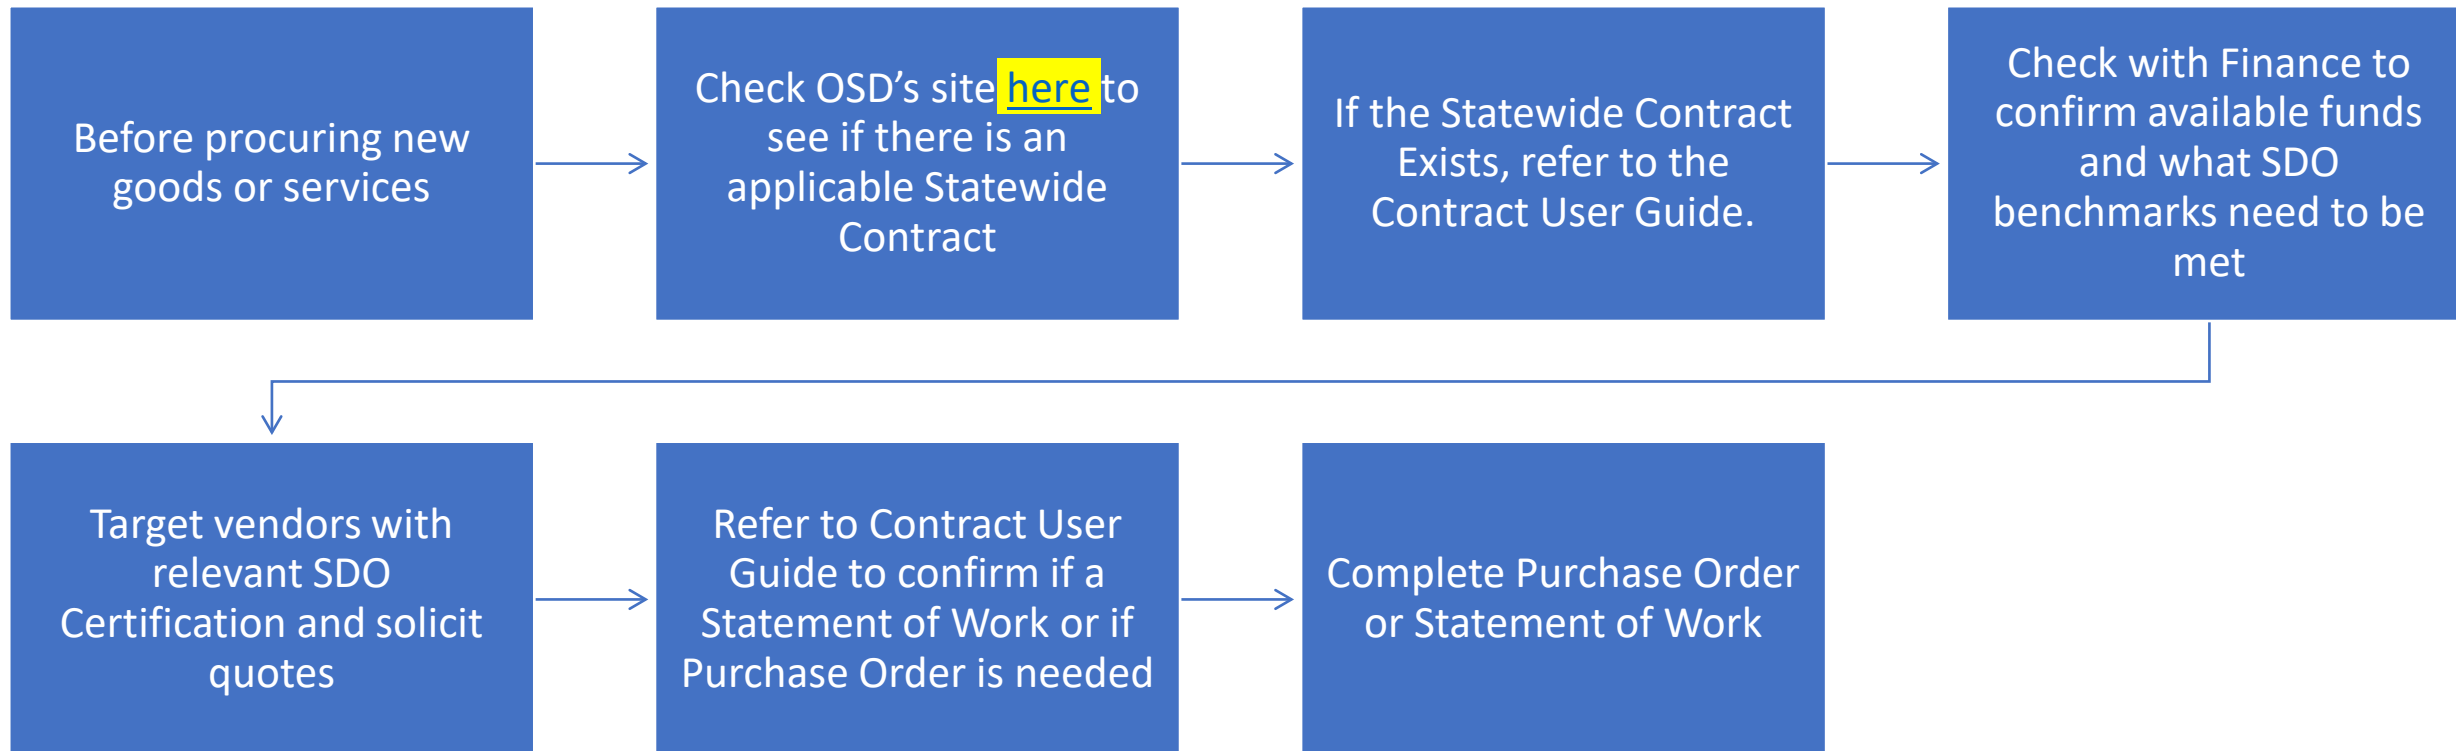 Before procuring new
goods or services
Check OSD’s site here to
see if there is an
applicable Statewide
Contract
If the Statewide Contract
Exists, refer to the
Contract User Guide.
Check with Finance to
confirm available funds
and what SDO
benchmarks need to be
met
Target vendors with
relevant SDO
Certification and solicit
quotes
Refer to Contract User
Guide to confirm if a
Statement of Work or if
Purchase Order is needed
Complete Purchase Order
or Statement of Work